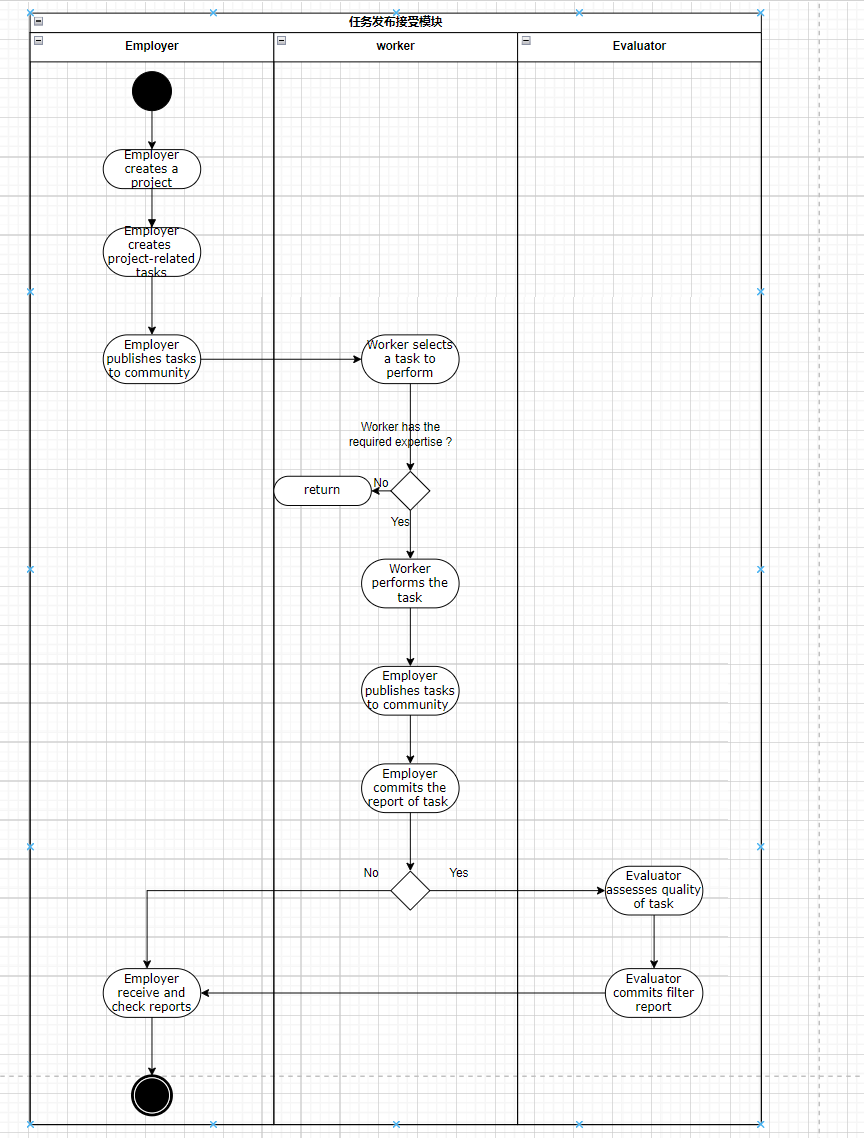 任务发布接受模块
Employer
worker
Evaluator
Employer
creates a
project
Employer
creates
project-related
tasks
Employer
publishes tasks
to community
Worker selects
a task to
perform
Worker has the
required expertise ?
No
return
Yes
Worker
performs the
task
Employer
publishes tasks
to community
Employer
commits the
report of task
No
Yes
Evaluator
assesses quality
of task
Employer
receive and
check reports
Evaluator
commits filter
report